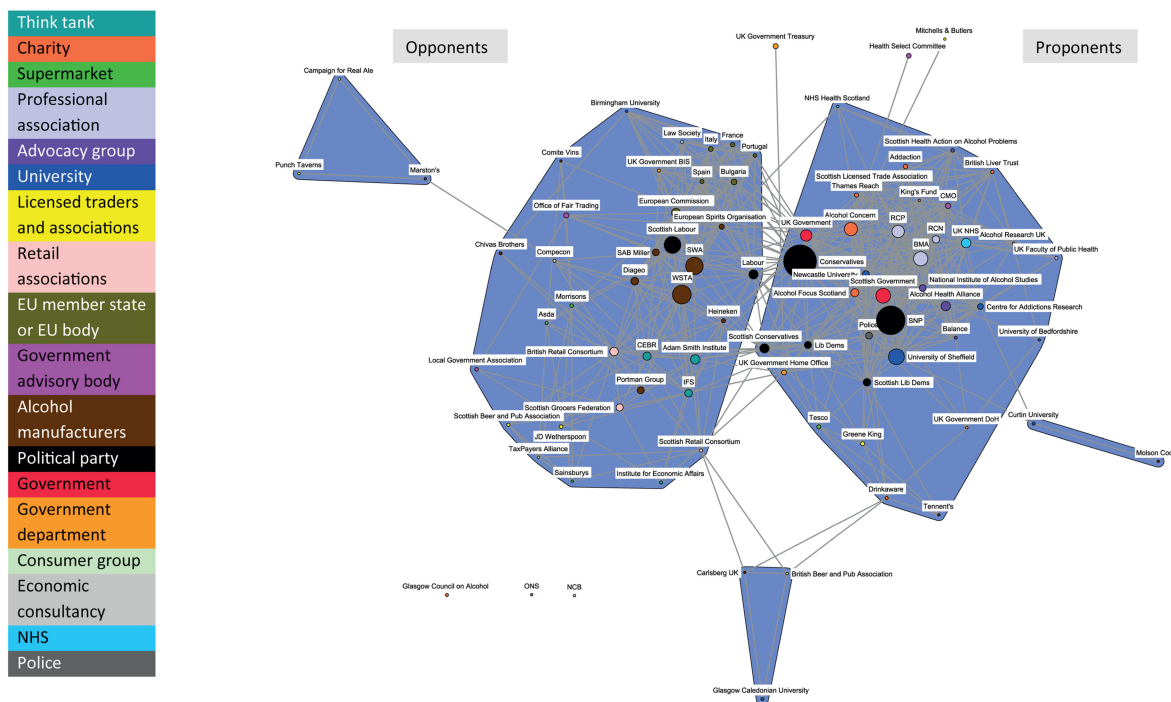 Think tank
Charity
Supermarket
Professional
association
Advocacy group
University
Licensed traders
and associations
Retail
associations
EU member state
or EU body
Government
advisory body
Alcohol
manufacturers
Political party
Government
Government
department
Consumer group
Economic
consultancy
NHS
Police
Opponents
Proponents
Mitchells & Butlers
UK Government Treasury
Health Select Committee
Campaign for Real Ale
NHS Health Scotland
Birmingham University
Law Society
France
Italy
Scottish Health Action on Alcohol Problems
Comite Vins
Portugal
UK Government BIS
Addaction
British Liver Trust
Punch Taverns
Marston's
Spain
Bulgaria
Scottish Licensed Trade Association
Thames Reach
King's Fund
CMO
European Commission
Office of Fair Trading
European Spirits Organisation
UK Government
Alcohol Concern
RCP
Scottish Labour
RCN
UK NHS
Alcohol Research UK
Chivas Brothers
Compecon
SAB Miller
SWA
BMA
UK Faculty of Public Health
Diageo
WSTA
Labour
Conservatives
Newcastle University
Scottish Government
National Institute of Alcohol Studies
Morrisons
Alcohol Focus Scotland
Alcohol Health Alliance
Asda
Heineken
SNP
Centre for Addictions Research
Police
Balance
University of Bedfordshire
CEBR
Adam Smith Institute
Scottish Conservatives
Lib Dems
British Retail Consortium
Local Government Association
UK Government Home Office
University of Sheffield
Portman Group
IFS
Scottish Lib Dems
Scottish Grocers Federation
Scottish Beer and Pub Association
JD Wetherspoon
Tesco
UK Government DoH
Curtin University
TaxPayers Alliance
Scottish Retail Consortium
Greene King
Molson Coo
Sainsburys
Institute for Economic Affairs
Drinkaware
Tennent's
Carlsberg UK
British Beer and Pub Association
Glasgow Council on Alcohol
ONS
NCB
Glasgow Caledonian University